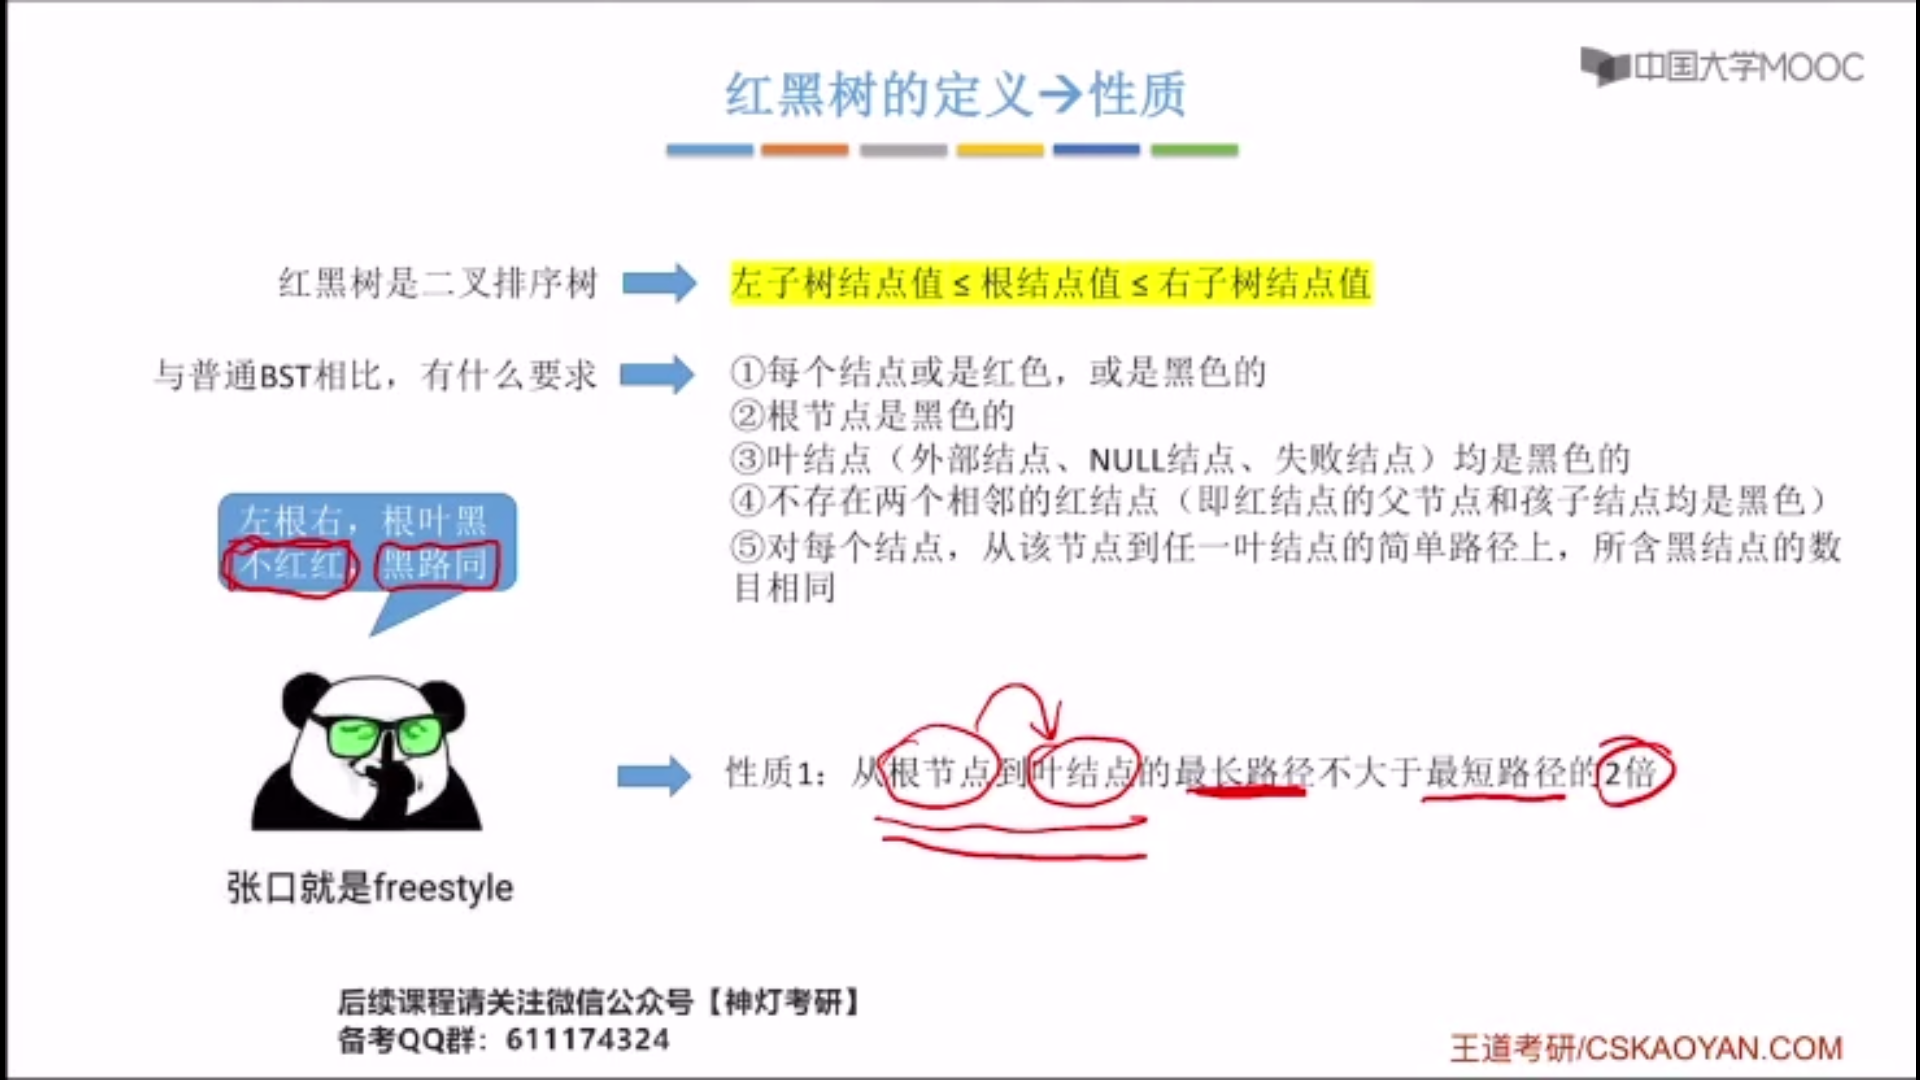 中国大学MOOC
红黑树的定义→性质
红黑树是二叉排序树
左子树结点值 ≤ 根结点值 ≤ 右子树结点值
与普通BST相比，有什么要求
①每个结点或是红色，或是黑色的
②根节点是黑色的
③叶结点（外部结点、NULL结点、失败结点）均是黑色的
④不存在两个相邻的红结点（即红结点的父节点和孩子结点均是黑色）
⑤对每个结点，从该节点到任一叶结点的简单路径上，所含黑结点的数
目相同
左根右，根叶黑
不红红，黑路同
性质1：从根节点到叶结点的最长路径不大于最短路径的2倍
张口就是freestyle
后续课程请关注微信公众号【神灯考研】
备考QQ群：611174324
王道考研/CSKAOYAN.COM